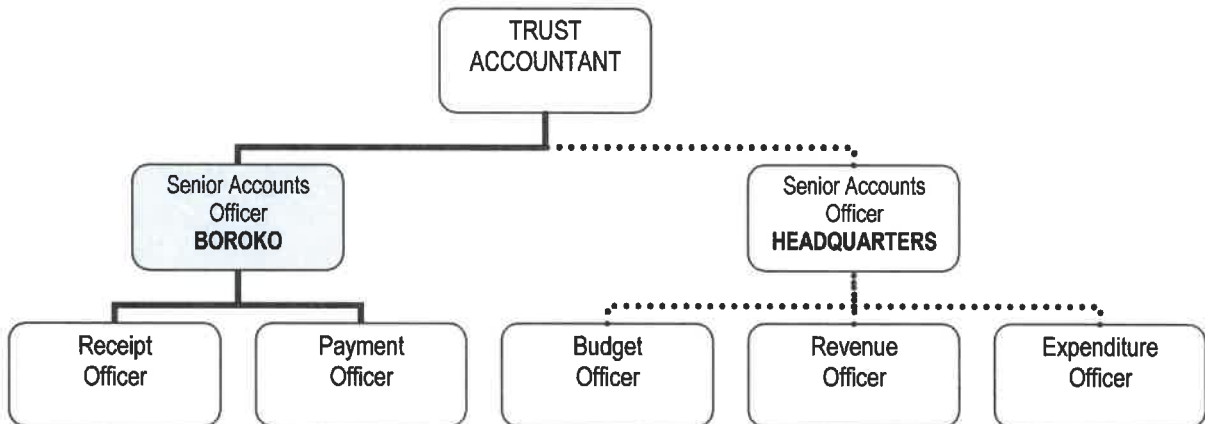 TRUST
ACCOUNTANT
Senior Accounts
Officer
BOROKO
Senior Accounts
Officer
HEADQUARTERS
Receipt
Officer
Payment
Officer
Budget
Officer
Revenue
Officer
Expenditure
Officer